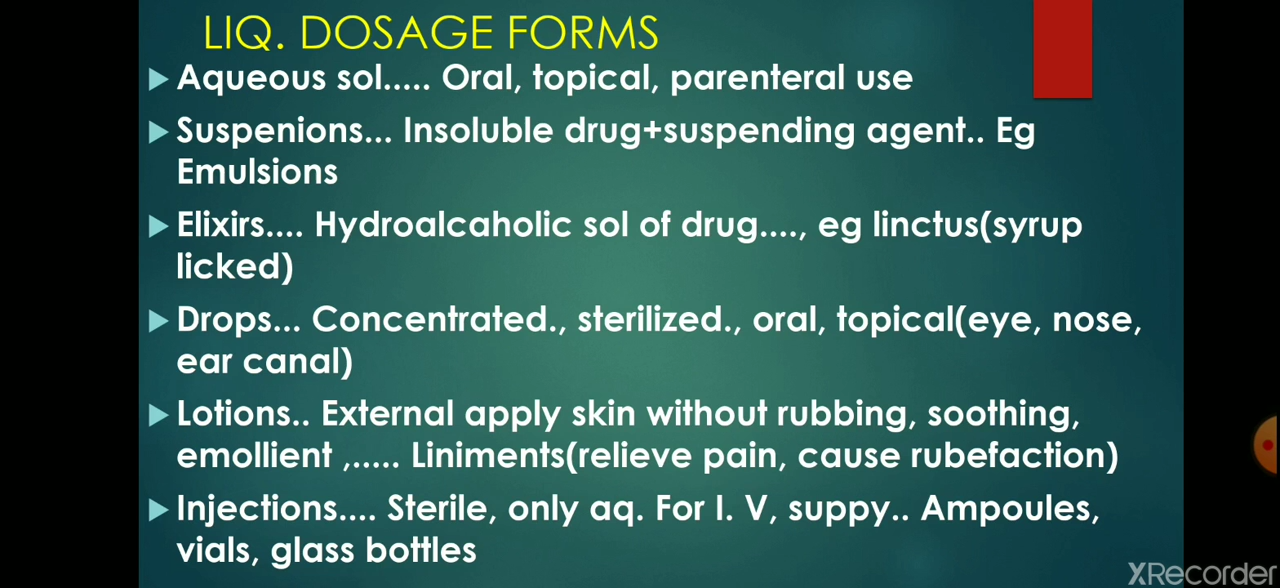 LIQ. DOSAGE FORMS
Aqueous sol..... Oral, topical, parenteral use
Suspenions... Insoluble drug+suspending agent.. Eg
Emulsions
Elixirs.... Hydroalcaholic sol of drug...., eg linctus(syrup
licked)
Drops... Concentrated., sterilized., oral, topical(eye, nose,
ear canal)
Lotions.. External apply skin without rubbing, soothing,
emollient ,..... Liniments(relieve pain, cause rubefaction)
Injections.... Sterile, only aq. For I. V, suppy.. Ampoules,
vials, glass bottles
XRecorder